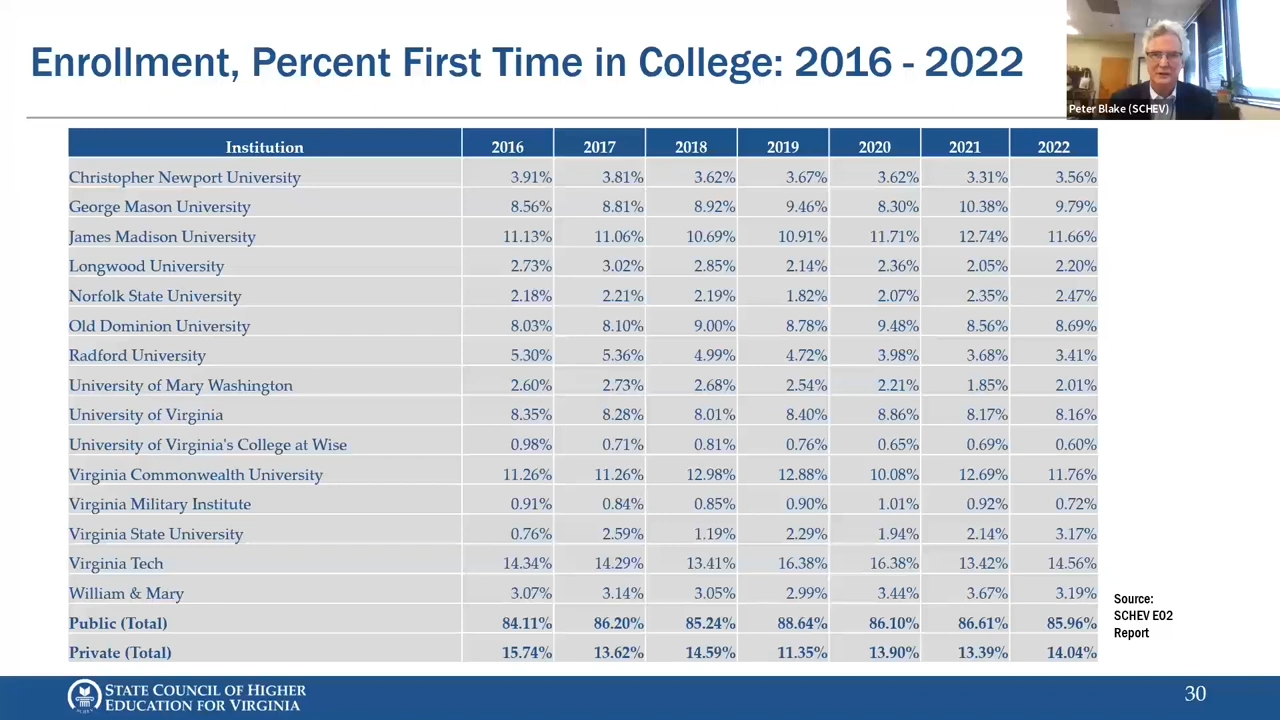 Enrollment, Percent First Time in College: 2016 - 2022
Peter Blake (SCHEV)
Institution 2016 2017 2018 2019 2020 2021 2022
Christopher Newport University 3.91% 3.81% 3.62% 3.67% 3.62% 3.31% 3.56%
George Mason University 8.56% 8.81% 8.92% 9.46% 8.30% 10.38% 9.79%
James Madison University 11.13% 11.06% 10.69% 10.91% 11.71% 12.74% 11.66%
Longwood University 2.73% 3.02% 2.85% 2.14% 2.36% 2.05% 2.20%
Norfolk State University 2.18% 2.21% 2.19% 1.82% 2.07% 2.35% 2.47%
Old Dominion University 8.03% 8.10% 9.00% 8.78% 9.48% 8.56% 8.69%
Radford University 5.30% 5.36% 4.99% 4.72% 3.98% 3.68% 3.41%
University of Mary Washington 2.60% 2.73% 2.68% 2.54% 2.21% 1.85% 2.01%
University of Virginia 8.35% 8.28% 8.01% 8.40% 8.86% 8.17% 8.16%
University of Virginia's College at Wise 0.98% 0.71% 0.81% 0.76% 0.65% 0.69% 0.60%
Virginia Commonwealth University 11.26% 11.26% 12.98% 12.88% 10.08% 12.69% 11.76%
Virginia Military Institute 0.91% 0.84% 0.85% 0.90% 1.01% 0.92% 0.72%
Virginia State University 0.76% 2.59% 1.19% 2.29% 1.94% 2.14% 3.17%
Virginia Tech 14.34% 14.29% 13.41% 16.38% 16.38% 13.42% 14.56%
William & Mary 3.07% 3.14% 3.05% 2.99% 3.44% 3.67% 3.19%
Public (Total) 84.11% 86.20% 85.24% 88.64% 86.10% 86.61% 85.96%
Private (Total) 15.74% 13.62% 14.59% 11.35% 13.90% 13.39% 14.04%
Source:
SCHEV E02
Report
STATE COUNCIL OF HIGHER
EDUCATION FOR VIRGINIA
30